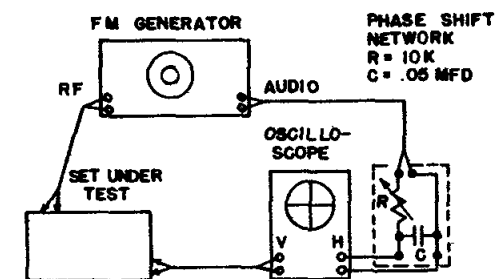 FM GENERATOR
PHASE SHIFT
NETWORK
R = 10K
C = .05 MFD
RF
AUDIO
OSCILLO-
SCOPE
SET UNDER
TEST
V
H
R
C